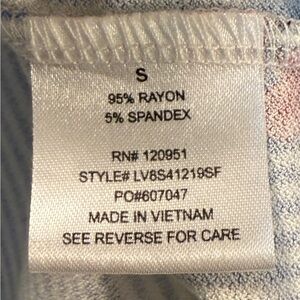 S
95% RAYON
5% SPANDEX
RN# 120951
STYLE# LV8S41219SF
PO#607047
MADE IN VIETNAM
SEE REVERSE FOR CARE